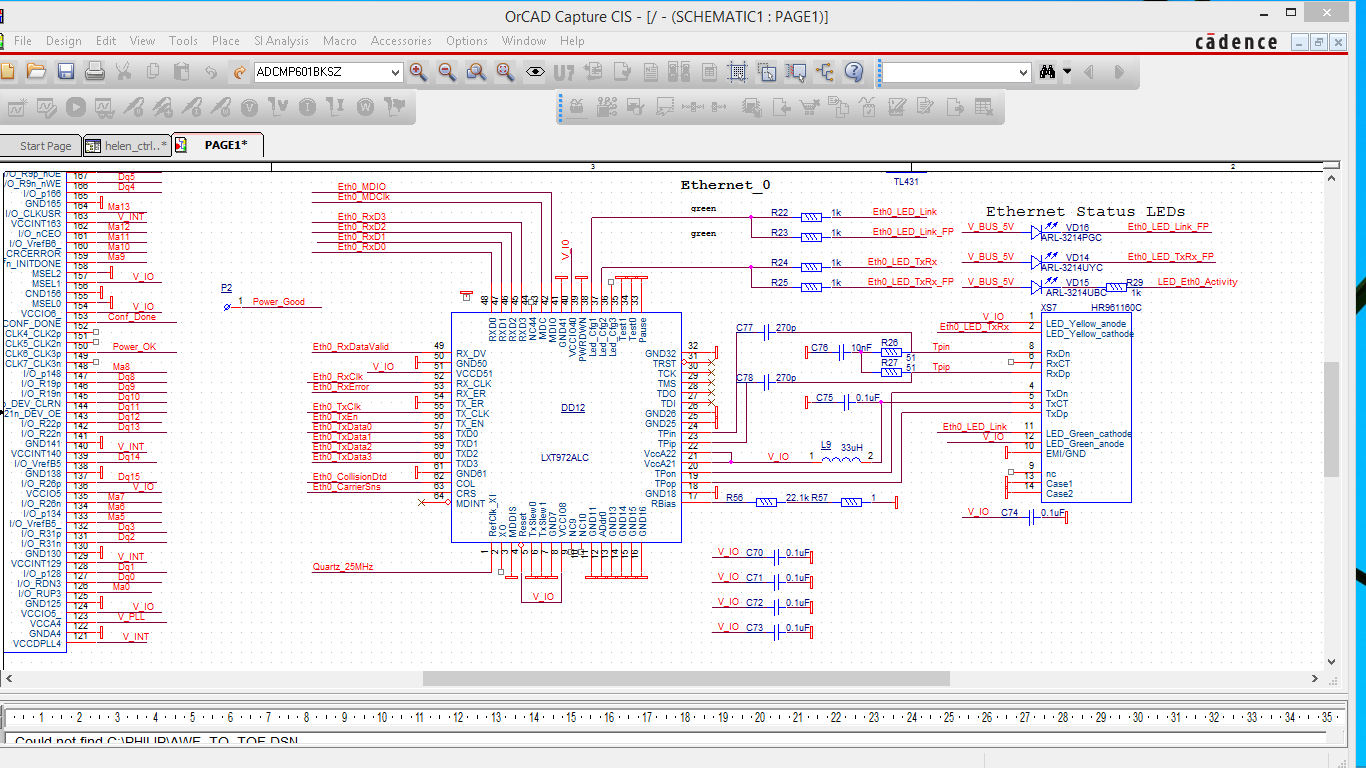 OrCAD Capture CIS - [/ - (SCHEMATIC1 : PAGE1)]
File Design Edit View Tools Place SI Analysis Macro Accessories Options Window Help
cādence
ADCMP601BKSZ
U7
Start Page
helen_ctrl..*
PAGE1*
3
2
I/O_R9p_nOE 167 Dq5
I/O_R9n_nWE 166 Dq4
I/O_p166 165
GND165 164 Ma13
I/O_CLKUSR 163 V_INT
VCCINT163 162 Ma12
I/O_nCEO 161 Ma11
I/O_VrefB6_ 160 Ma10
CRCERROR 159 Ma9
n_INITDONE 158
MSEL2 157 V_IO
MSEL1 156
CND156 155
MSEL0 154 V_IO
VCCIO6 153 Conf_Done
CONF_DONE 152
CLK4_CLK2p 151
CLK5_CLK2n 150 Power_OK
CLK6_CLK3p 149
CLK7_CLK3n 148 Ma8
I/O_p148 147 Dq8
I/O_R19p 146 Dq9
I/O_R19n 145 Dq10
p_DEV_CLRN 144 Dq11
21n_DEV_OE 143 Dq12
I/O_R22p 142 Dq13
I/O_R22n 141
GND141 140 V_INT
VCCINT140 139 Dq14
I/O_VrefB5 138
GND138 137 Dq15
I/O_R26p 136 V_IO
VCCIO5 135 Ma7
I/O_R26n 134 Ma6
I/O_p134 133 Ma5
I/O_VrefB5_ 132 Dq3
I/O_R31p 131 Dq2
I/O_R31n 130
GND130 129 V_INT
VCCINT129 128 Dq1
I/O_p128 127 Dq0
I/O_RDN3 126 Ma0
I/O_RUP3 125
GND125 124 V_IO
VCCIO5_ 123 V_PLL
VCCA4 122
GNDA4 121 V_INT
VCCDPLL4
P2
1 Power_Good
Eth0_MDIO
Eth0_MDClk
Eth0_RxD3
Eth0_RxD2
Eth0_RxD1
Eth0_RxD0
V_IO
Ethernet_0
green
green
48 47 46 45 44 43 42 41 40 39 38 37 36 35 34 33
RXD0 RXD1 RXD2 RXD3 NC44 MDC MDIO GND41 VCCIO40 PWRDWN Led_Cfg1 Led_Cfg2 Led_Cfg3 Test1 Test0 Pause
Eth0_RxDataValid 49 RX_DV
50 GND50
V_IO 51 VCCD51
Eth0_RxClk 52 RX_CLK
Eth0_RxError 53 RX_ER
54 TX_ER
Eth0_TxClk 55 TX_CLK
Eth0_TxEn 56 TX_EN
Eth0_TxData0 57 TXD0
Eth0_TxData1 58 TXD1
Eth0_TxData2 59 TXD2
Eth0_TxData3 60 TXD3
61 GND61
Eth0_CollisionDtd 62 COL
Eth0_CarrierSns 63 CRS
64 MDINT
DD12
LXT972ALC
GND32 32
TRST 31
TCK 30
TMS 29
TDO 28
TDI 27
GND26 26
GND25 25
TPin 24
TPip 23
VccA22 22
VccA21 21
TPop 20
TPon 19
GND18 18
RBias 17
RefClk_XI XO MDDIS Reset TxSlew0 TxSlew1 GND7 VCCIO8 NC9 NC10 GND11 ADdr0 GND13 GND14 GND15 GND16
1 2 3 4 5 6 7 8 9 10 11 12 13 14 15 16
Quartz_25MHz
V_IO
TL431
R22 1k Eth0_LED_Link
R23 1k Eth0_LED_Link_FP
R24 1k Eth0_LED_TxRx
R25 1k Eth0_LED_TxRx_FP
Ethernet Status LEDs
V_BUS_5V VD16 Eth0_LED_Link_FP
ARL-3214PGC
V_BUS_5V VD14 Eth0_LED_TxRx_FP
ARL-3214UYC
V_BUS_5V VD15 R29 LED_Eth0_Activity
ARL-3214UBC 1k
XS7 HR961160C
C77 270p
C76 10nF R26 51
R27 51
C78 270p
C75 0.1uF
L9 33uH
V_IO 1 2
R56 22.1k R57 1
V_IO 1 LED_Yellow_anode
Eth0_LED_TxRx 2 LED_Yellow_cathode
Tpin 8 RxDn
6 RxCT
Tpip 7 RxDp
4 TxDn
5 TxCT
3 TxDp
Eth0_LED_Link 11 LED_Green_cathode
V_IO 12 LED_Green_anode
10 EMI/GND
9 nc
13 Case1
14 Case2
V_IO C74 0.1uF
V_IO C70 0.1uF
V_IO C71 0.1uF
V_IO C72 0.1uF
V_IO C73 0.1uF
1 2 3 4 5 6 7 8 9 10 11 12 13 14 15 16 17 18 19 20 21 22 23 24 25 26 27 28 29 30 31 32 33 34 35
Could not find C:\PHILIP\AWE_TO_TOE.DSN